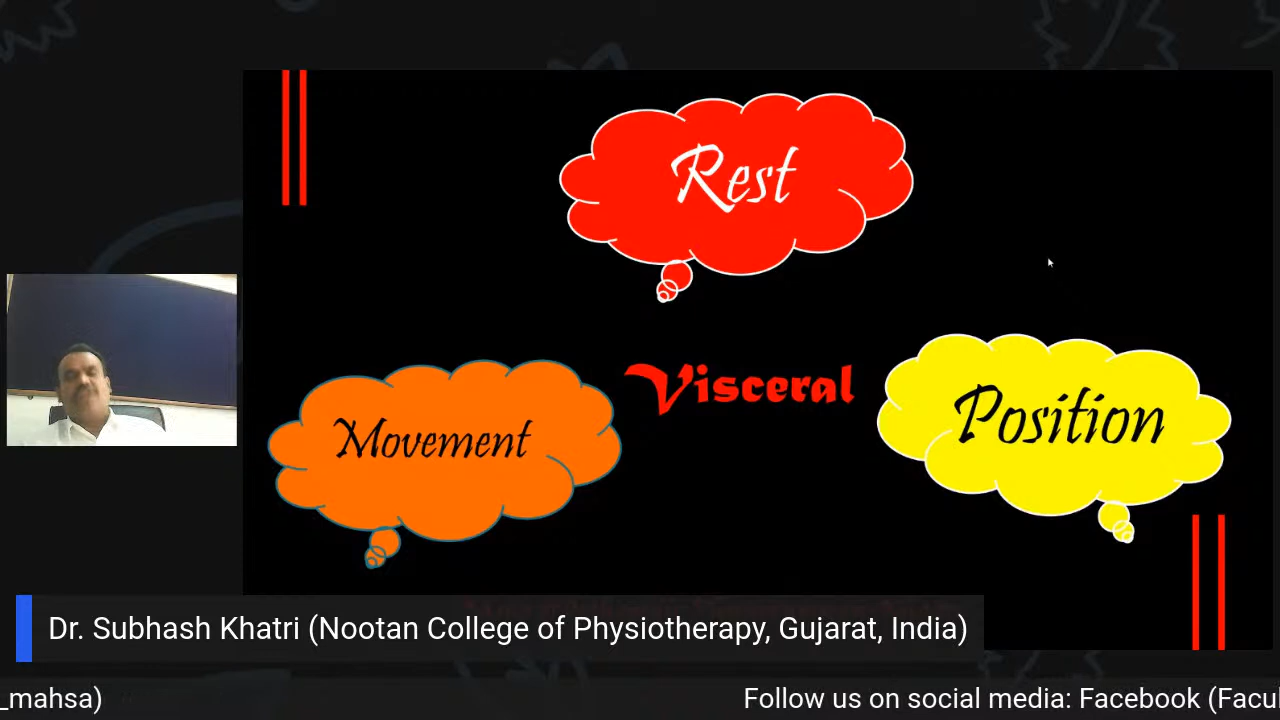 Rest
Visceral
Movement
Position
Dr. Subhash Khatri (Nootan College of Physiotherapy, Gujarat, India)
_mahsa)
Follow us on social media: Facebook (Facu